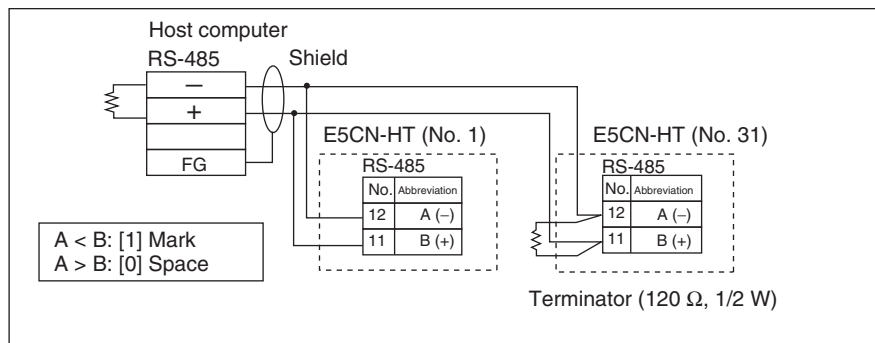 Host computer
RS-485
Shield
−
+
FG
E5CN-HT (No. 1)
RS-485
No. Abbreviation
12 A (−)
11 B (+)
E5CN-HT (No. 31)
RS-485
No. Abbreviation
12 A (−)
11 B (+)
A < B: [1] Mark
A > B: [0] Space
Terminator (120 Ω, 1/2 W)